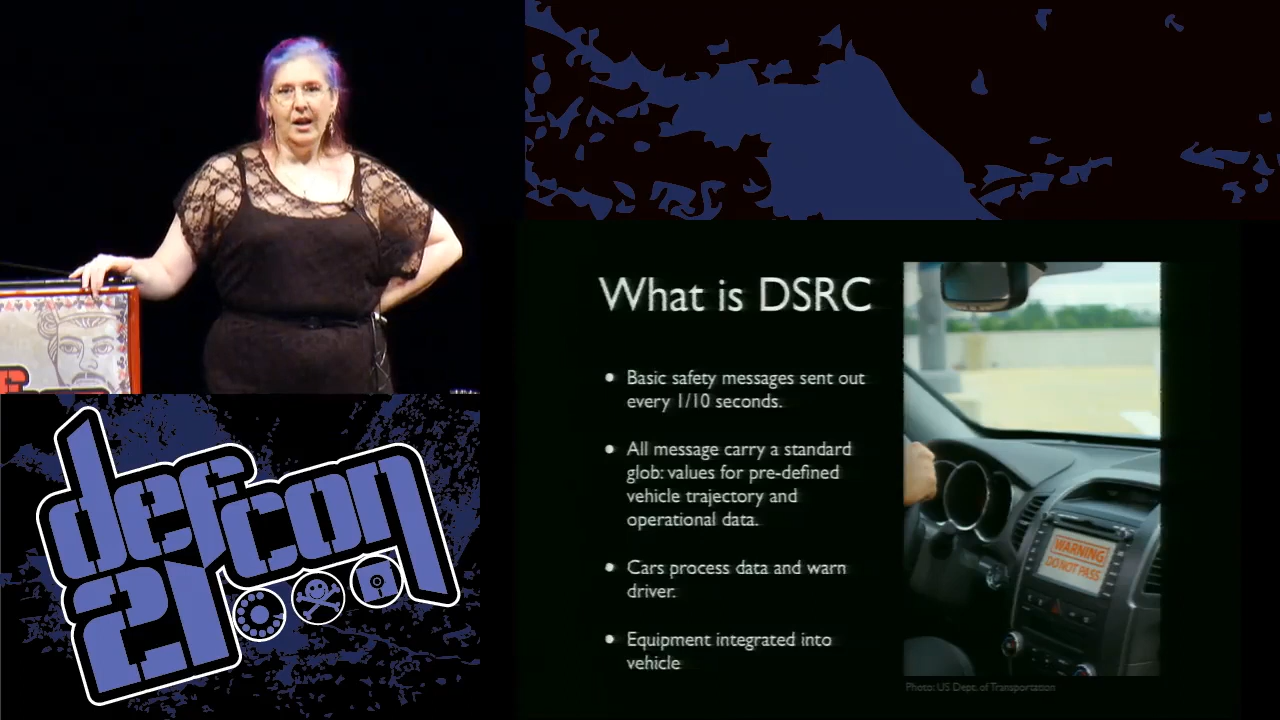 What is DSRC
Basic safety messages sent out
every 1/10 seconds.
All message carry a standard
glob: values for pre-defined
vehicle trajectory and
operational data.
Cars process data and warn
driver.
Equipment integrated into
vehicle
WARNING
DO NOT PASS
Photo: US Dept. of Transportation
defcon
21